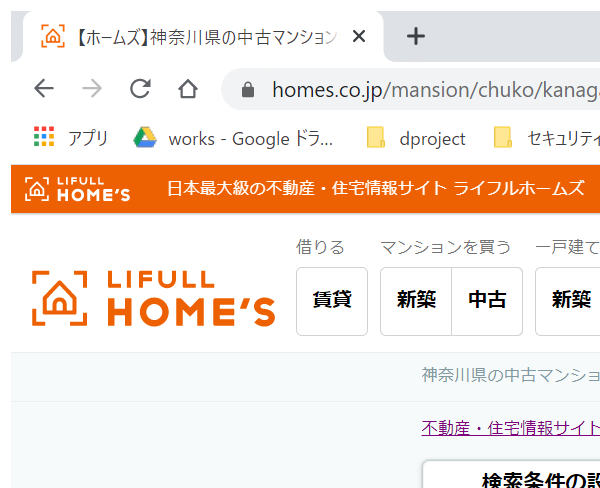 【ホームズ】神奈川県の中古マンション
homes.co.jp/mansion/chuko/kanaga
アプリ works - Google ドラ... dproject セキュリティ
LIFULL HOME'S 日本最大級の不動産・住宅情報サイト ライフルホームズ
借りる マンションを買う 一戸建て
LIFULL
HOME'S
賃貸 新築 中古 新築
神奈川県の中古マンショ
不動産・住宅情報サイト
検索条件の設